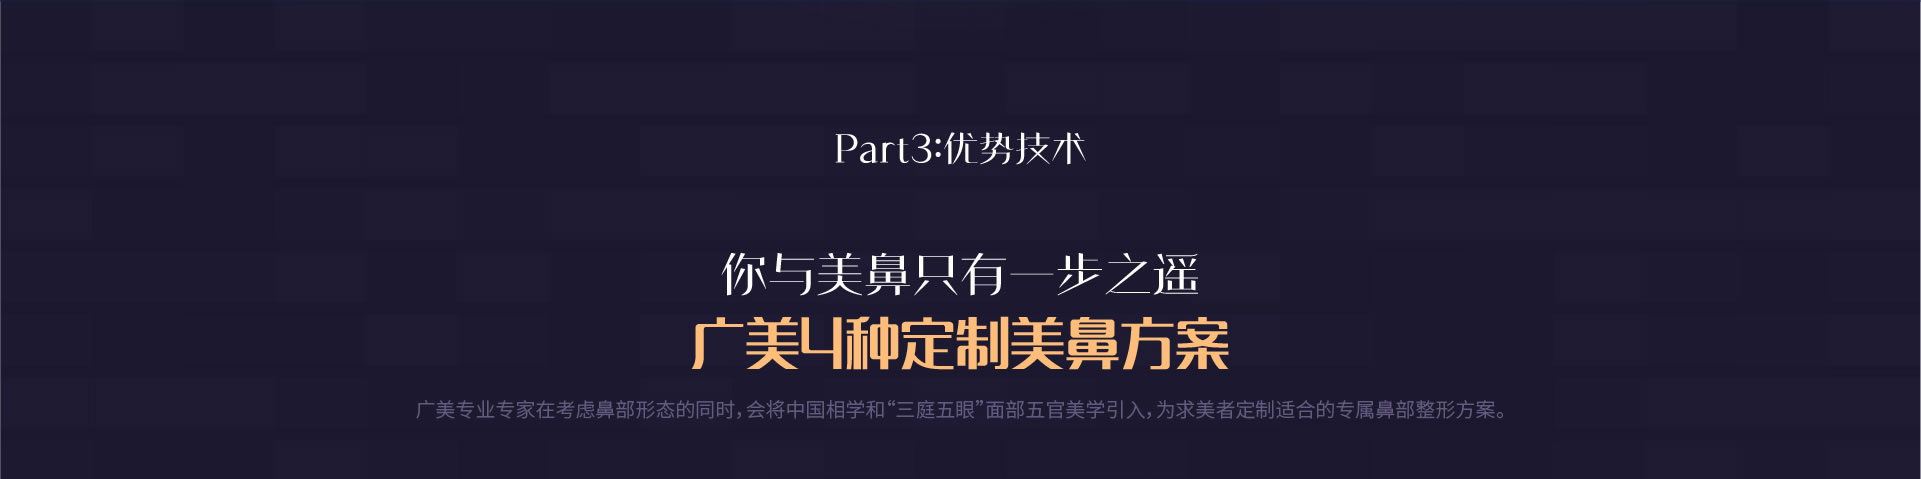 Part3:优势技术
你与美鼻只有一步之遥
广美4种定制美鼻方案
广美专业专家在考虑鼻部形态的同时，会将中国相学和“三庭五眼”面部五官美学引入，为求美者定制适合的专属鼻部整形方案。